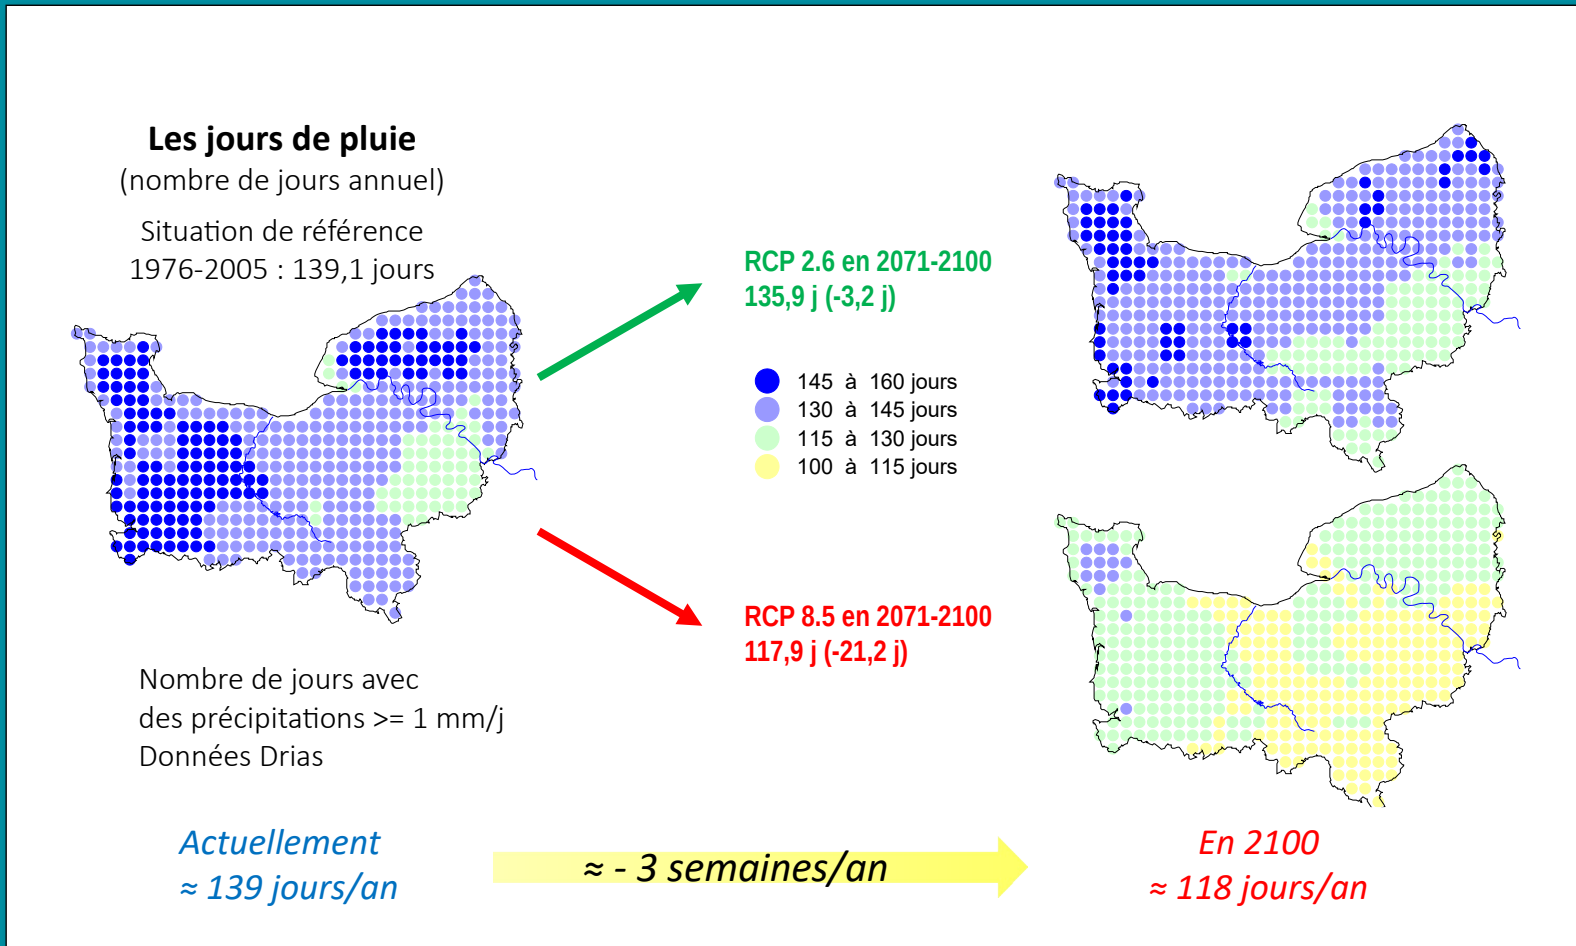 Les jours de pluie
(nombre de jours annuel)
Situation de référence
1976-2005 : 139,1 jours
RCP 2.6 en 2071-2100
135,9 j (-3,2 j)
145 à 160 jours
130 à 145 jours
115 à 130 jours
100 à 115 jours
RCP 8.5 en 2071-2100
117,9 j (-21,2 j)
Nombre de jours avec
des précipitations >= 1 mm/j
Données Drias
Actuellement
≈ 139 jours/an
≈ - 3 semaines/an
En 2100
≈ 118 jours/an